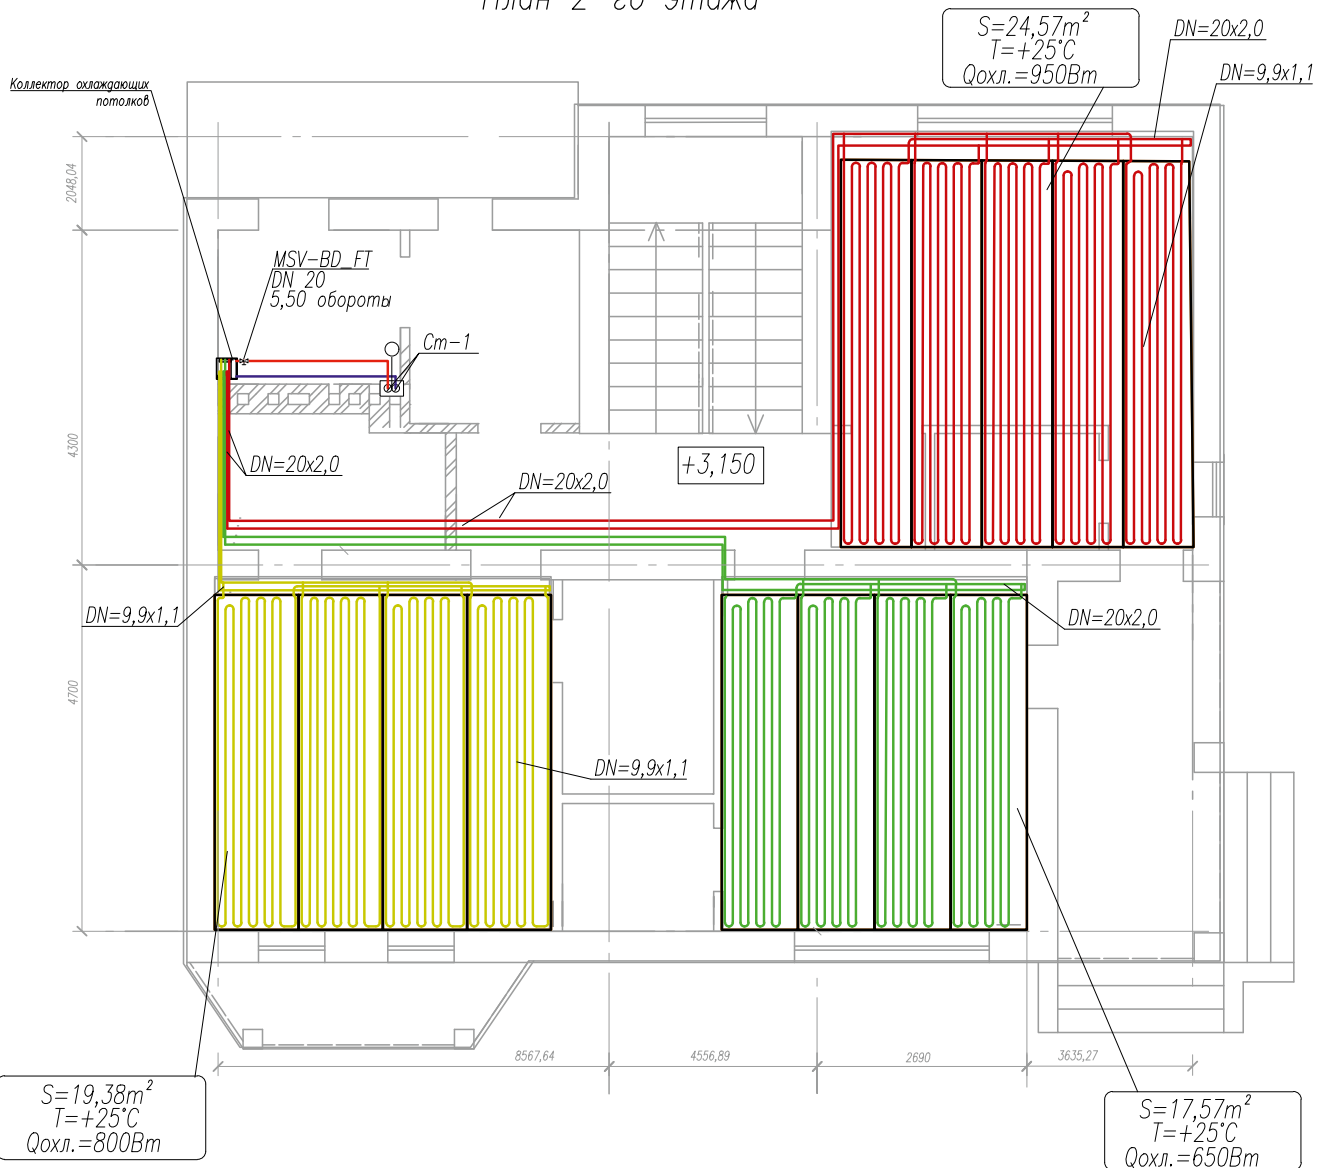 План 2-го этажа
S=24,57m²
T=+25°C
Qохл.=950Вт
DN=20x2,0
DN=9,9x1,1
Коллектор охлаждающих
потолков
2048,04
MSV-BD_FT
DN 20
5,50 обороты
Ст-1
4300
DN=20x2,0
DN=20x2,0
+3,150
DN=9,9x1,1
DN=20x2,0
4700
DN=9,9x1,1
8567,64
4556,89
2690
3635,27
S=19,38m²
T=+25°C
Qохл.=800Вт
S=17,57m²
T=+25°C
Qохл.=650Вт